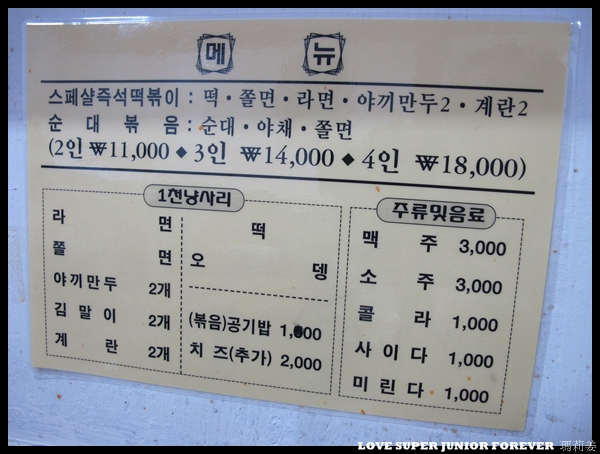 메 뉴
스페샬즉석떡볶이 : 떡 · 쫄면 · 라면 · 야끼만두2 · 계란2
순 대 볶 음 : 순대 · 야채 · 쫄면
(2인 ₩11,000 ◆ 3인 ₩14,000 ◆ 4인 ₩18,000)
1천냥사리
라 면
쫄 면
야끼만두 2개
김 말 이 2개
계 란 2개
떡
오 뎅
(볶음)공기밥 1,000
치 즈(추가) 2,000
주류및음료
맥 주 3,000
소 주 3,000
콜 라 1,000
사 이 다 1,000
미 린 다 1,000
LOVE SUPER JUNIOR FOREVER 瑪莉姜